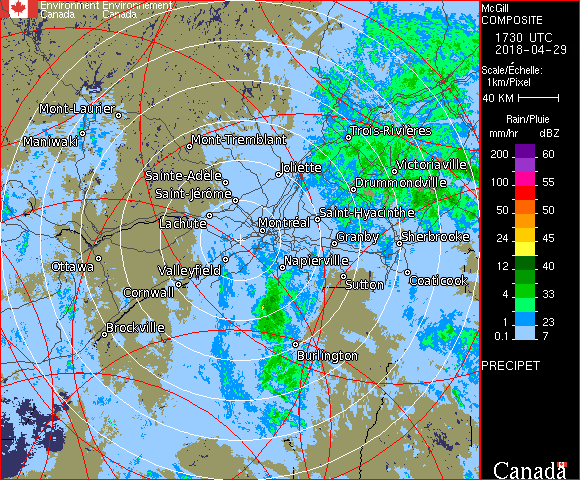 Environment Environnement
Canada Canada
McGill
COMPOSITE
1730 UTC
2018-04-29
Scale/Échelle:
1km/Pixel
40 KM
Rain/Pluie
mm/hr dBZ
200 60
100 55
50 50
24 45
12 40
4 33
1 23
0.1 7
PRECIPET
Canada
Mont-Laurier
Maniwaki
Mont-Tremblant
Trois-Rivières
Sainte-Adèle
Joliette
Victoriaville
Saint-Jérôme
Drummondville
Lachute
Montréal
Saint-Hyacinthe
Granby
Sherbrooke
Ottawa
Valleyfield
Napierville
Cornwall
Sutton
Coaticook
Brockville
Burlington